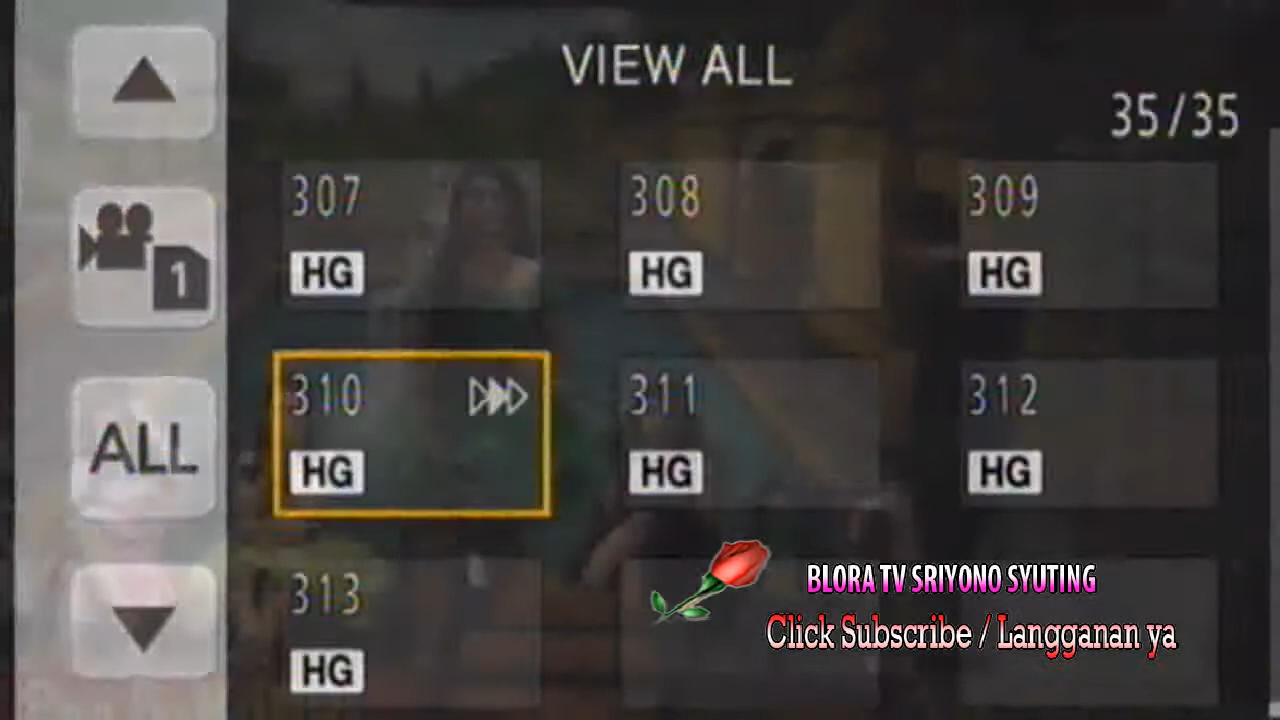 VIEW ALL
35/35
307
308
309
HG
HG
HG
310
311
312
HG
HG
HG
ALL
1
313
HG
BLORA TV SRIYONO SYUTING
Click Subscribe / Langganan ya